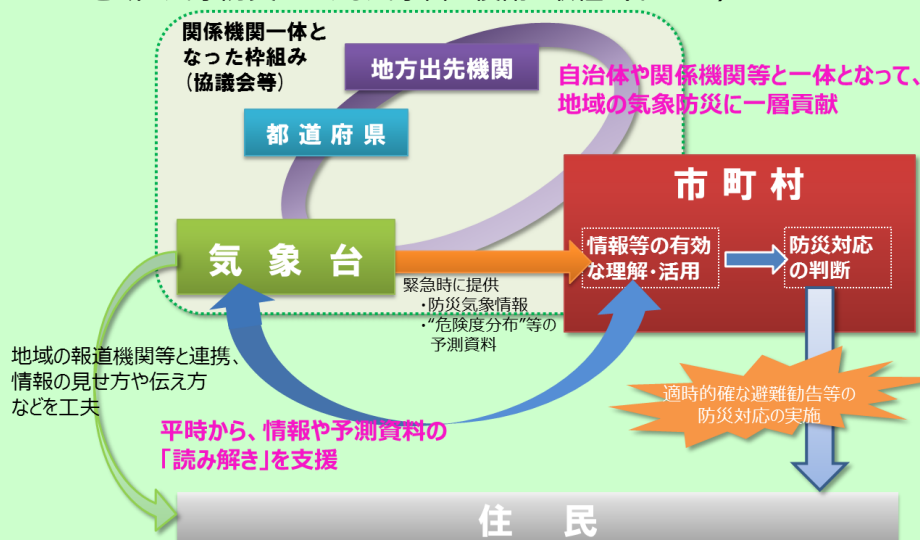 関係機関一体と
なった枠組み
(協議会等)
地方出先機関
都道府県
自治体や関係機関等と一体となって、
地域の気象防災に一層貢献
市町村
気象台
情報等の有効
な理解・活用
防災対応
の判断
緊急時に提供
・防災気象情報
・“危険度分布”等の
予測資料
地域の報道機関等と連携、
情報の見せ方や伝え方
などを工夫
適時的確な避難勧告等の
防災対応の実施
平時から、情報や予測資料の
「読み解き」を支援
住民